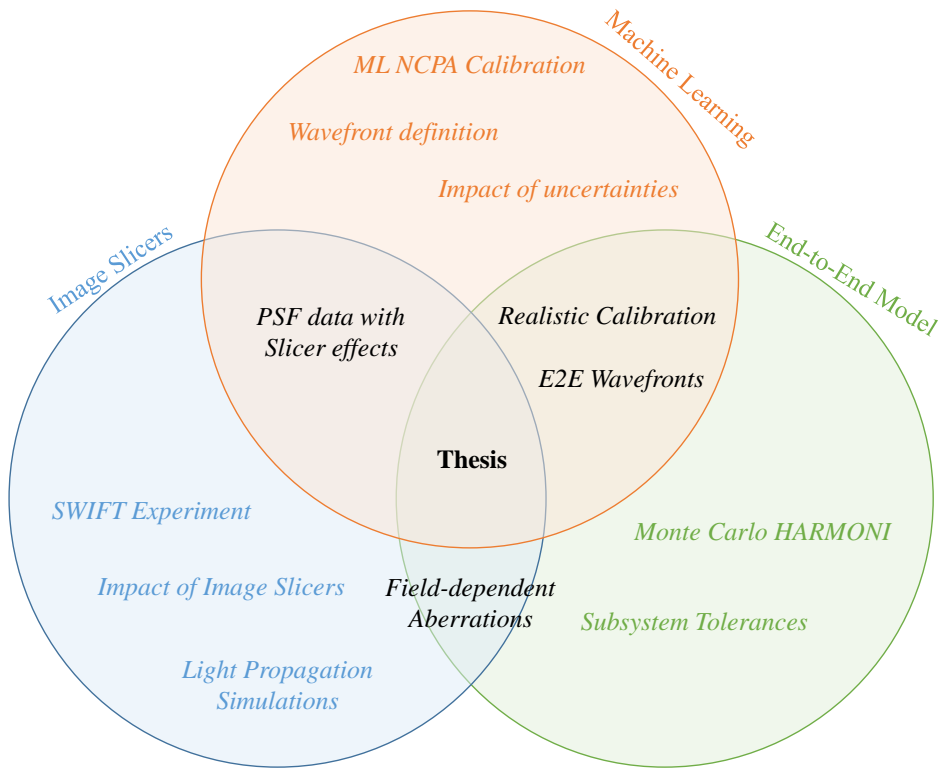 Machine Learning
ML NCPA Calibration
Wavefront definition
Impact of uncertainties
Image Slicers
End-to-End Model
PSF data with
Slicer effects
Realistic Calibration
E2E Wavefronts
Thesis
SWIFT Experiment
Monte Carlo HARMONI
Impact of Image Slicers
Field-dependent
Aberrations
Subsystem Tolerances
Light Propagation
Simulations